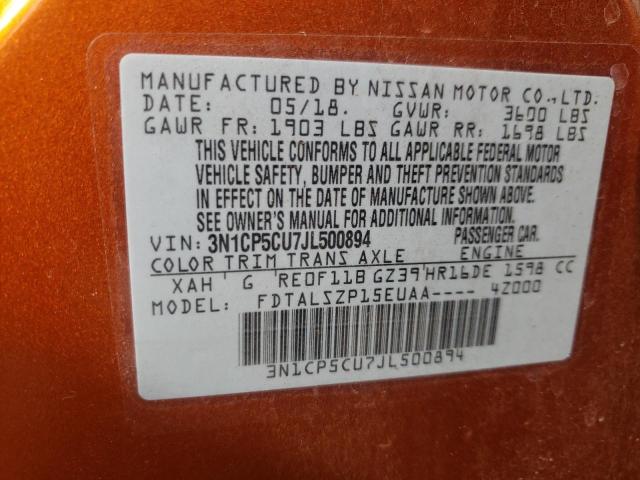 MANUFACTURED BY NISSAN MOTOR CO.,LTD.
DATE: 05/18. GVWR: 3600 LBS
GAWR FR: 1903 LBS GAWR RR: 1698 LBS
THIS VEHICLE CONFORMS TO ALL APPLICABLE FEDERAL MOTOR
VEHICLE SAFETY, BUMPER AND THEFT PREVENTION STANDARDS
IN EFFECT ON THE DATE OF MANUFACTURE SHOWN ABOVE.
SEE OWNER'S MANUAL FOR ADDITIONAL INFORMATION.
VIN: 3N1CP5CU7JL500894 PASSENGER CAR.
COLOR TRIM TRANS AXLE ENGINE
XAH ' G 'RE0F11B GZ39'HR16DE 1598 CC
MODEL: FDTALSZP15EUAA---- 4Z000
3N1CP5CU7JL500894